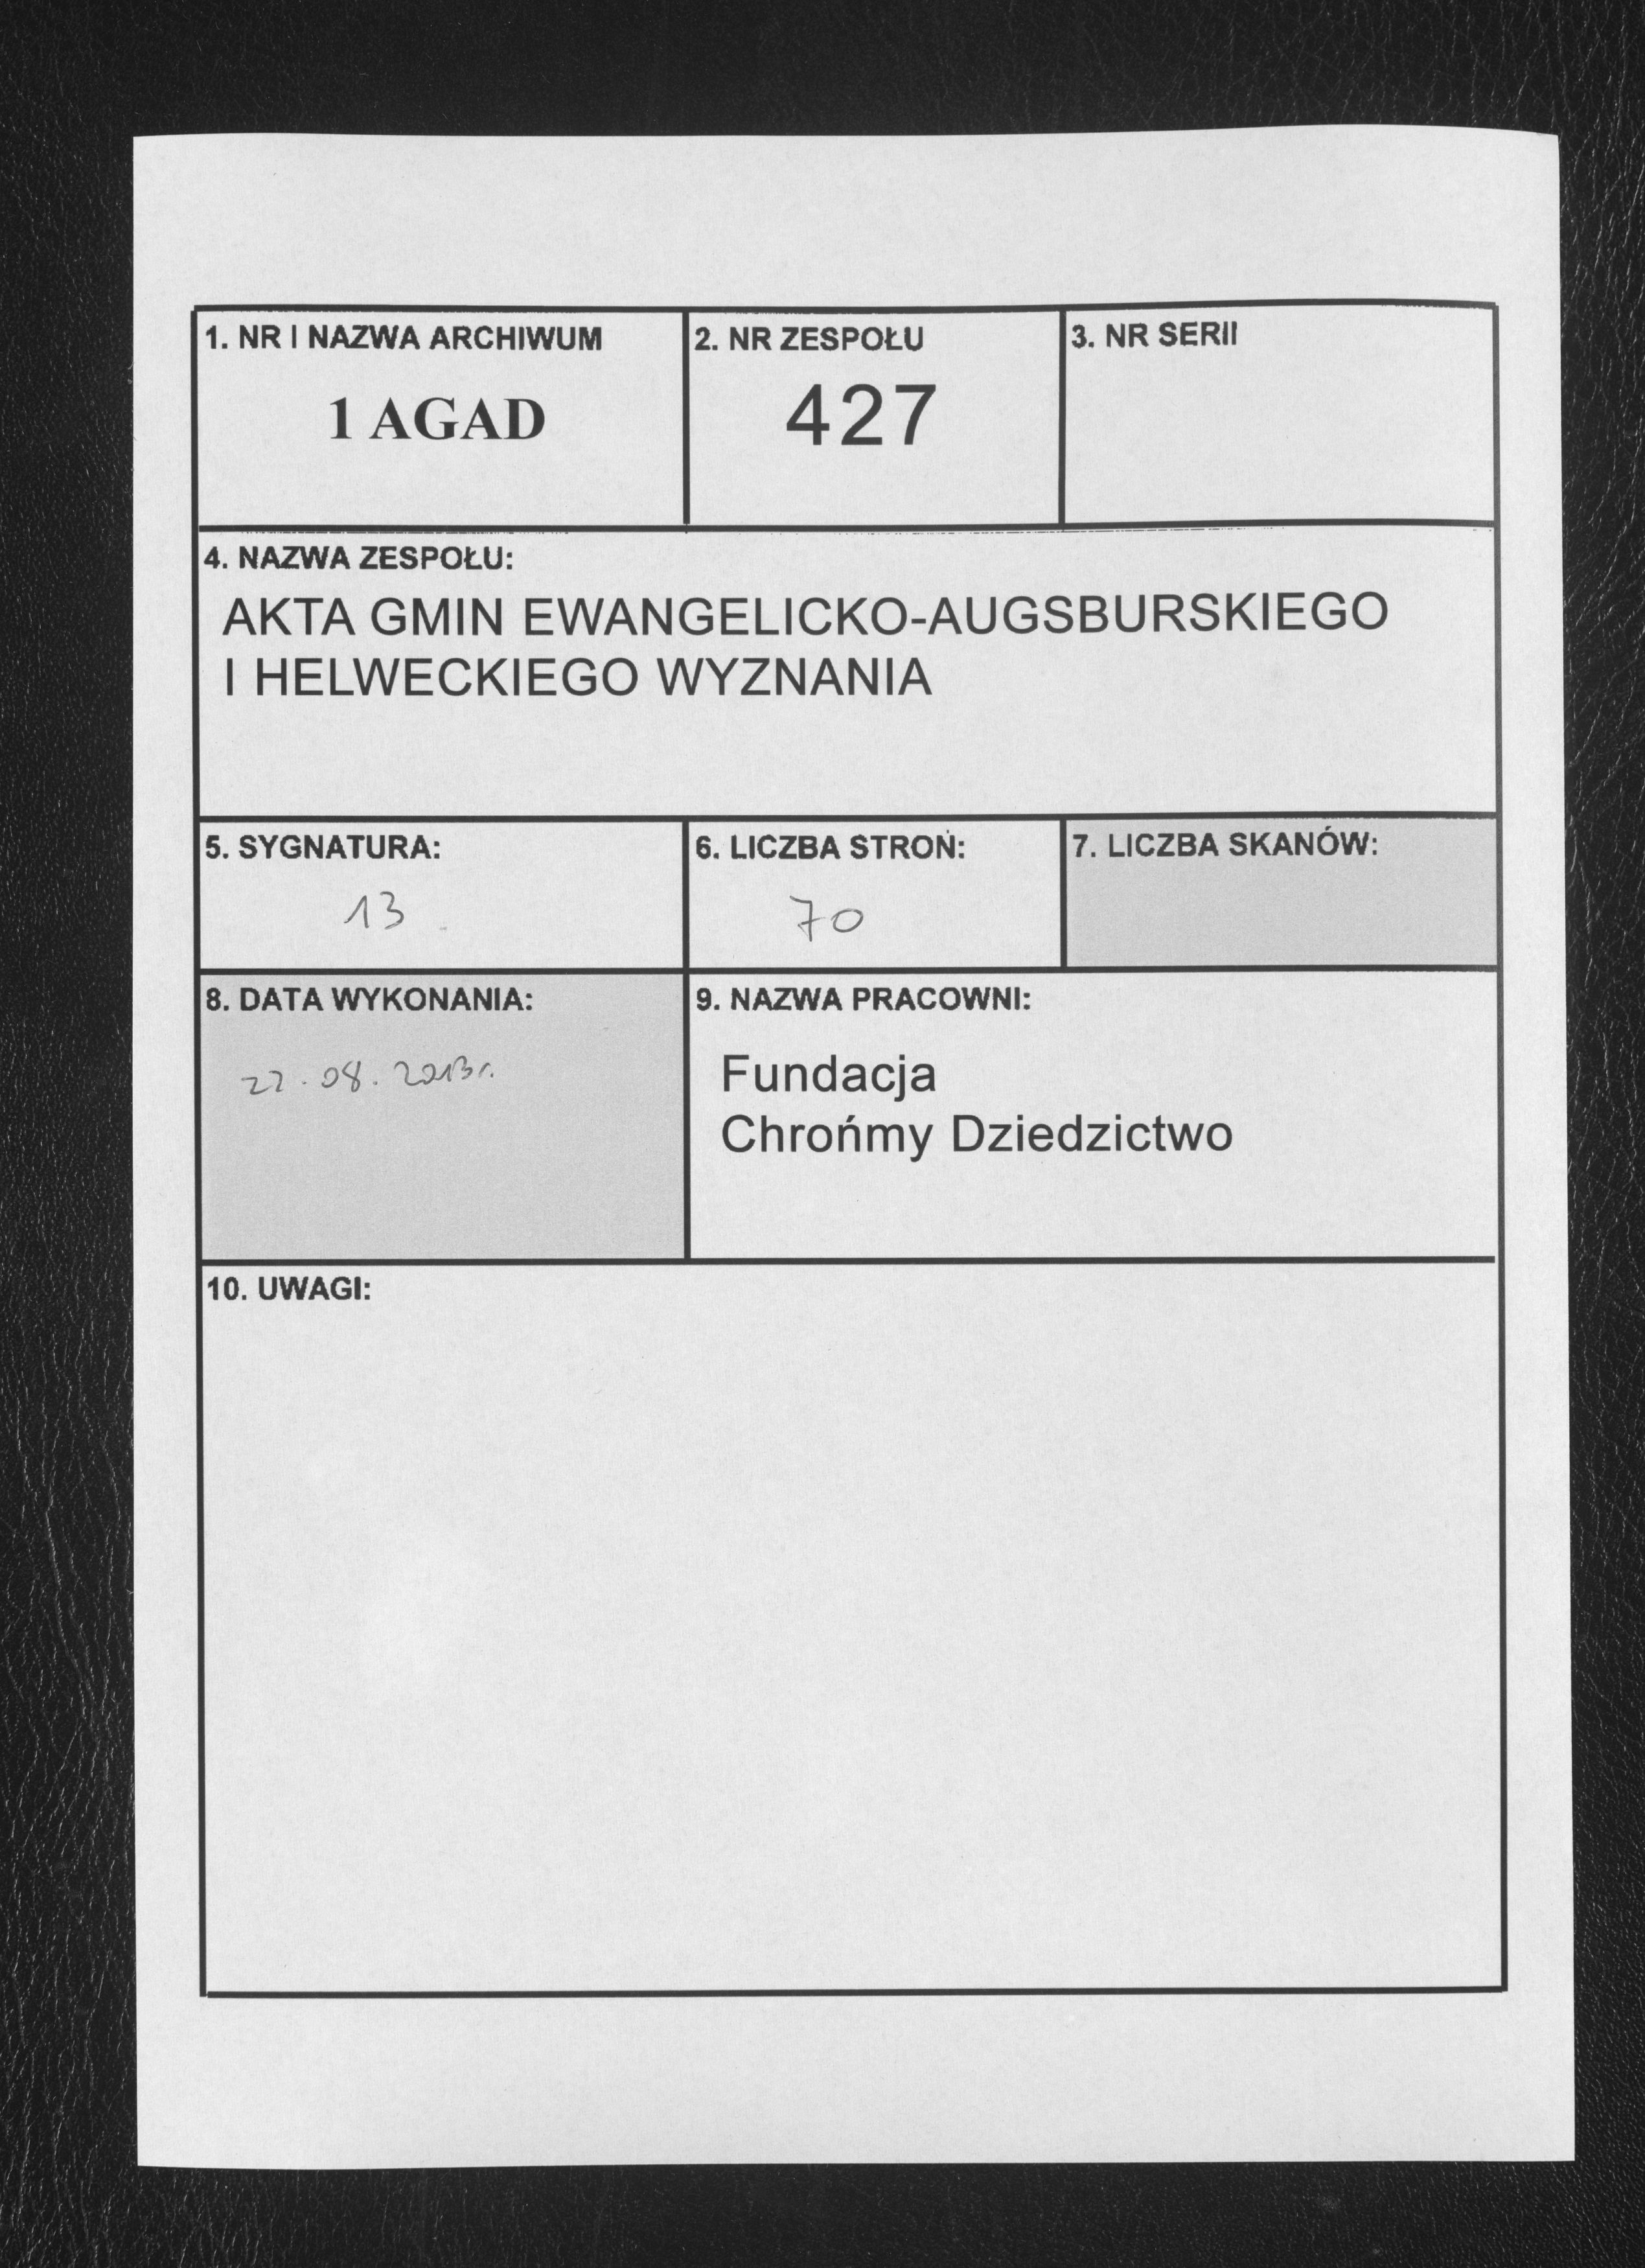 1. NR I NAZWA ARCHIWUM
1 AGAD
2. NR ZESPOŁU
427
3. NR SERII
4. NAZWA ZESPOŁU:
AKTA GMIN EWANGELICKO-AUGSBURSKIEGO
I HELWECKIEGO WYZNANIA
5. SYGNATURA:
13
6. LICZBA STRON:
70
7. LICZBA SKANÓW:
8. DATA WYKONANIA:
22.08.2013r.
9. NAZWA PRACOWNI:
Fundacja
Chrońmy Dziedzictwo
10. UWAGI: